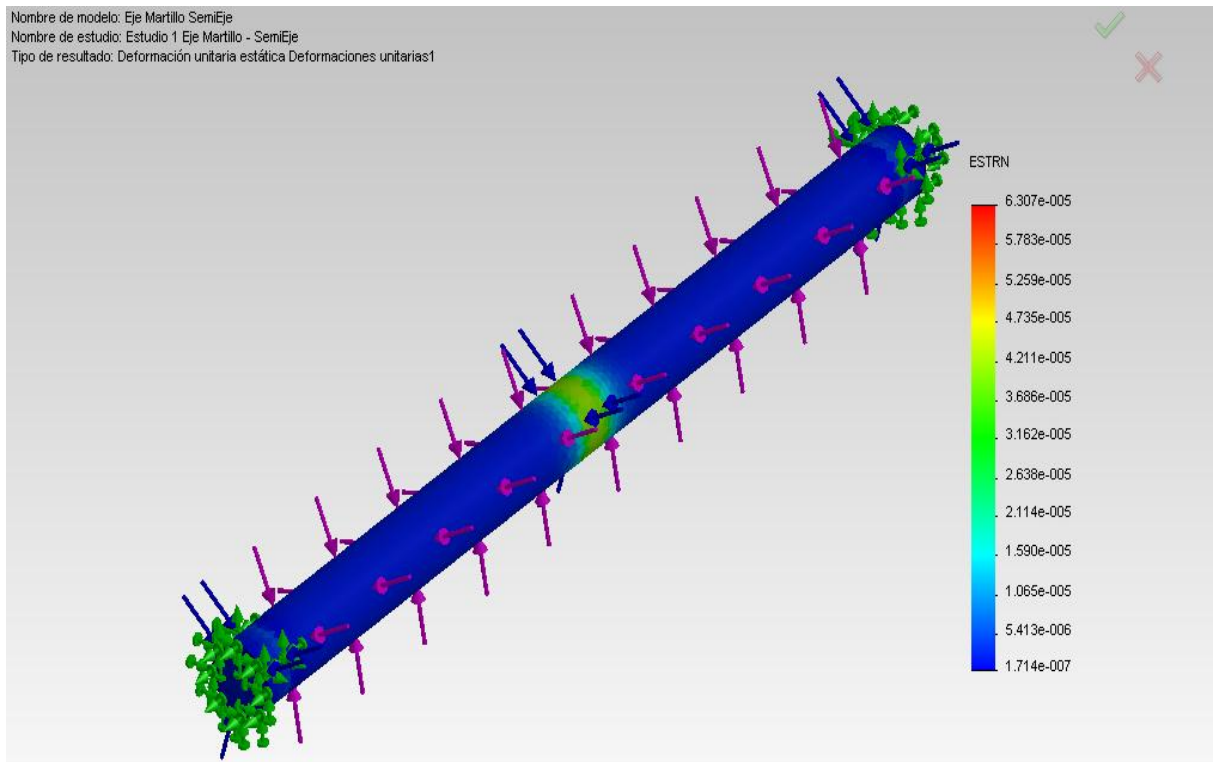 Nombre de modelo: Eje Martillo SemiEje
Nombre de estudio: Estudio 1 Eje Martillo - SemiEje
Tipo de resultado: Deformación unitaria estática Deformaciones unitarias1
ESTRN
6.307e-005
5.783e-005
5.259e-005
4.735e-005
4.211e-005
3.686e-005
3.162e-005
2.638e-005
2.114e-005
1.590e-005
1.065e-005
5.413e-006
1.714e-007